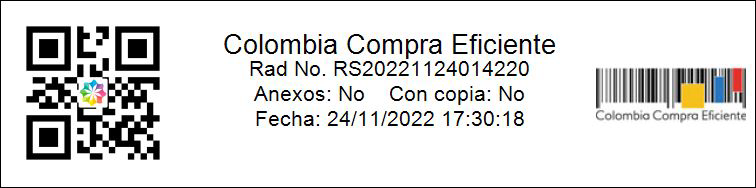 Colombia Compra Eficiente
Rad No. RS20221124014220
Anexos: No    Con copia: No
Fecha: 24/11/2022 17:30:18
Colombia Compra Eficiente